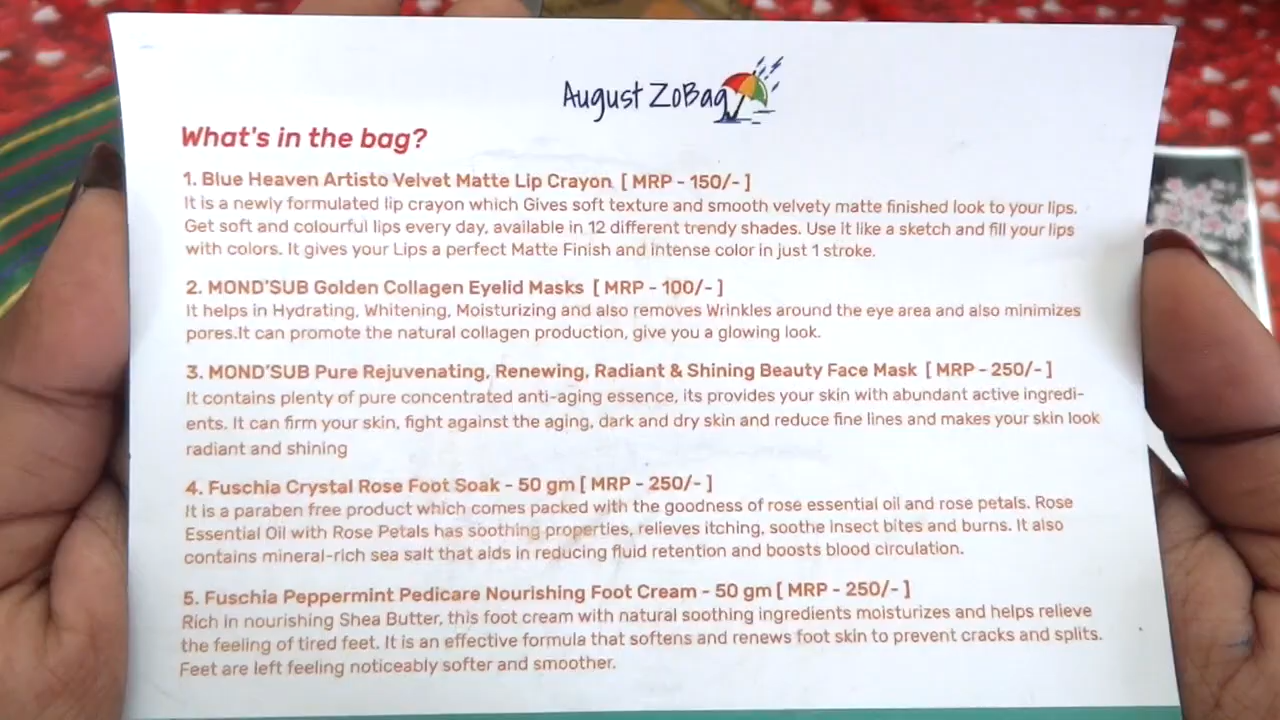 August ZoBag
What's in the bag?
1. Blue Heaven Artisto Velvet Matte Lip Crayon [ MRP - 150/- ]
It is a newly formulated lip crayon which Gives soft texture and smooth velvety matte finished look to your lips.
Get soft and colourful lips every day, available in 12 different trendy shades. Use it like a sketch and fill your lips
with colors. It gives your Lips a perfect Matte Finish and intense color in just 1 stroke.
2. MOND'SUB Golden Collagen Eyelid Masks [ MRP - 100/- ]
It helps in Hydrating, Whitening, Moisturizing and also removes Wrinkles around the eye area and also minimizes
pores.It can promote the natural collagen production, give you a glowing look.
3. MOND'SUB Pure Rejuvenating, Renewing, Radiant & Shining Beauty Face Mask [ MRP - 250/- ]
It contains plenty of pure concentrated anti-aging essence, its provides your skin with abundant active ingredi-
ents. It can firm your skin, fight against the aging, dark and dry skin and reduce fine lines and makes your skin look
radiant and shining
4. Fuschia Crystal Rose Foot Soak - 50 gm [ MRP - 250/- ]
It is a paraben free product which comes packed with the goodness of rose essential oil and rose petals. Rose
Essential Oil with Rose Petals has soothing properties, relieves itching, soothe insect bites and burns. It also
contains mineral-rich sea salt that aids in reducing fluid retention and boosts blood circulation.
5. Fuschia Peppermint Pedicare Nourishing Foot Cream - 50 gm [ MRP - 250/- ]
Rich in nourishing Shea Butter, this foot cream with natural soothing ingredients moisturizes and helps relieve
the feeling of tired feet. It is an effective formula that softens and renews foot skin to prevent cracks and splits.
Feet are left feeling noticeably softer and smoother.